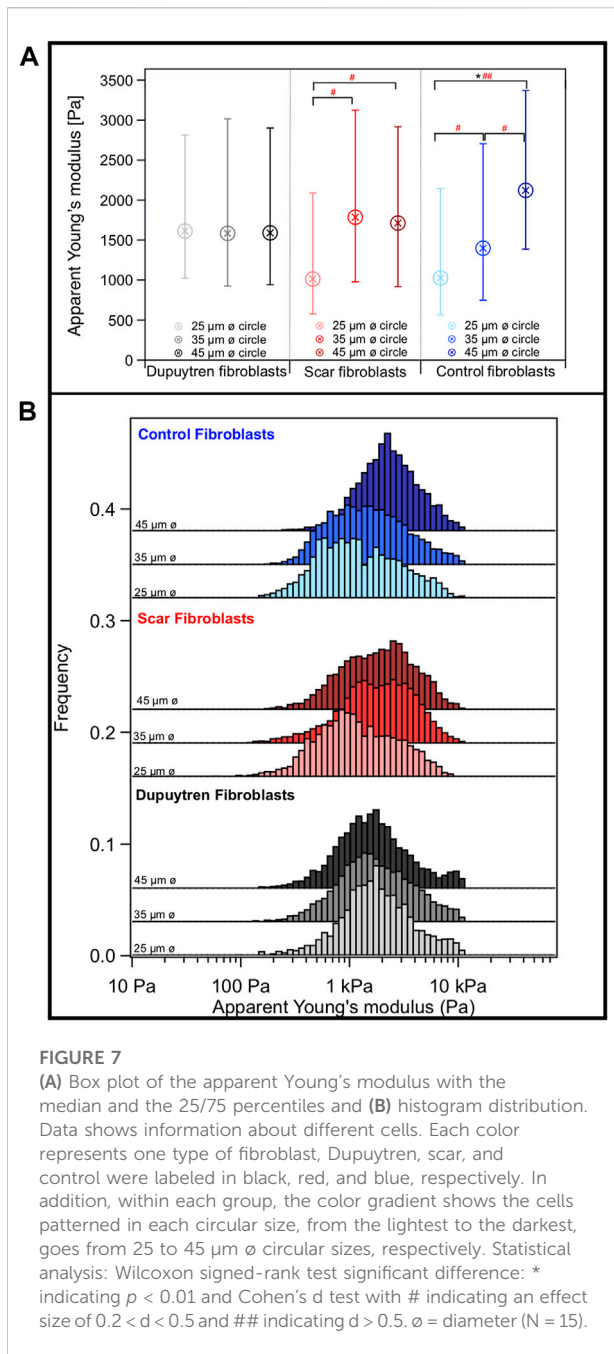 A
3500
3000
2500
2000
1500
1000
500
0
Apparent Young's modulus [Pa]
#
#
* ##
#
#
25 µm ø circle
35 µm ø circle
45 µm ø circle
25 µm ø circle
35 µm ø circle
45 µm ø circle
25 µm ø circle
35 µm ø circle
45 µm ø circle
Dupuytren fibroblasts
Scar fibroblasts
Control fibroblasts
B
Control Fibroblasts
45 µm ø
35 µm ø
25 µm ø
Scar Fibroblasts
45 µm ø
35 µm ø
25 µm ø
Dupuytren Fibroblasts
45 µm ø
35 µm ø
25 µm ø
0.4
0.3
0.2
0.1
0.0
Frequency
10 Pa
100 Pa
1 kPa
10 kPa
Apparent Young's modulus (Pa)
FIGURE 7
(A) Box plot of the apparent Young's modulus with the
median and the 25/75 percentiles and (B) histogram distribution.
Data shows information about different cells. Each color
represents one type of fibroblast, Dupuytren, scar, and
control were labeled in black, red, and blue, respectively. In
addition, within each group, the color gradient shows the cells
patterned in each circular size, from the lightest to the darkest,
goes from 25 to 45 µm ø circular sizes, respectively. Statistical
analysis: Wilcoxon signed-rank test significant difference: *
indicating p < 0.01 and Cohen's d test with # indicating an effect
size of 0.2 < d < 0.5 and ## indicating d > 0.5. ø = diameter (N = 15).